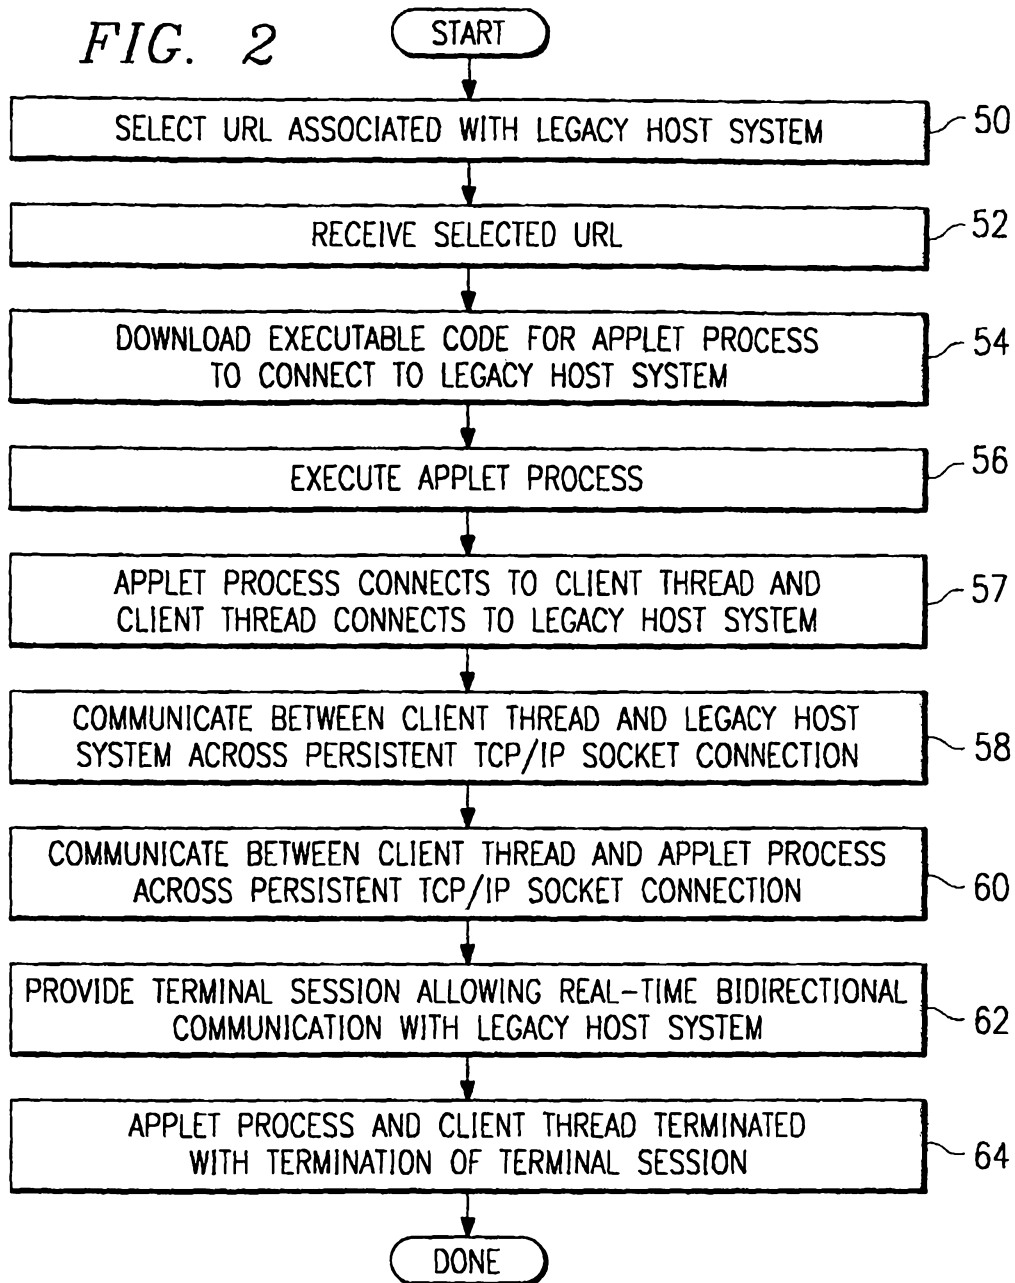 FIG. 2
START
SELECT URL ASSOCIATED WITH LEGACY HOST SYSTEM
50
RECEIVE SELECTED URL
52
DOWNLOAD EXECUTABLE CODE FOR APPLET PROCESS
TO CONNECT TO LEGACY HOST SYSTEM
54
EXECUTE APPLET PROCESS
56
APPLET PROCESS CONNECTS TO CLIENT THREAD AND
CLIENT THREAD CONNECTS TO LEGACY HOST SYSTEM
57
COMMUNICATE BETWEEN CLIENT THREAD AND LEGACY HOST
SYSTEM ACROSS PERSISTENT TCP/IP SOCKET CONNECTION
58
COMMUNICATE BETWEEN CLIENT THREAD AND APPLET PROCESS
ACROSS PERSISTENT TCP/IP SOCKET CONNECTION
60
PROVIDE TERMINAL SESSION ALLOWING REAL-TIME BIDIRECTIONAL
COMMUNICATION WITH LEGACY HOST SYSTEM
62
APPLET PROCESS AND CLIENT THREAD TERMINATED
WITH TERMINATION OF TERMINAL SESSION
64
DONE